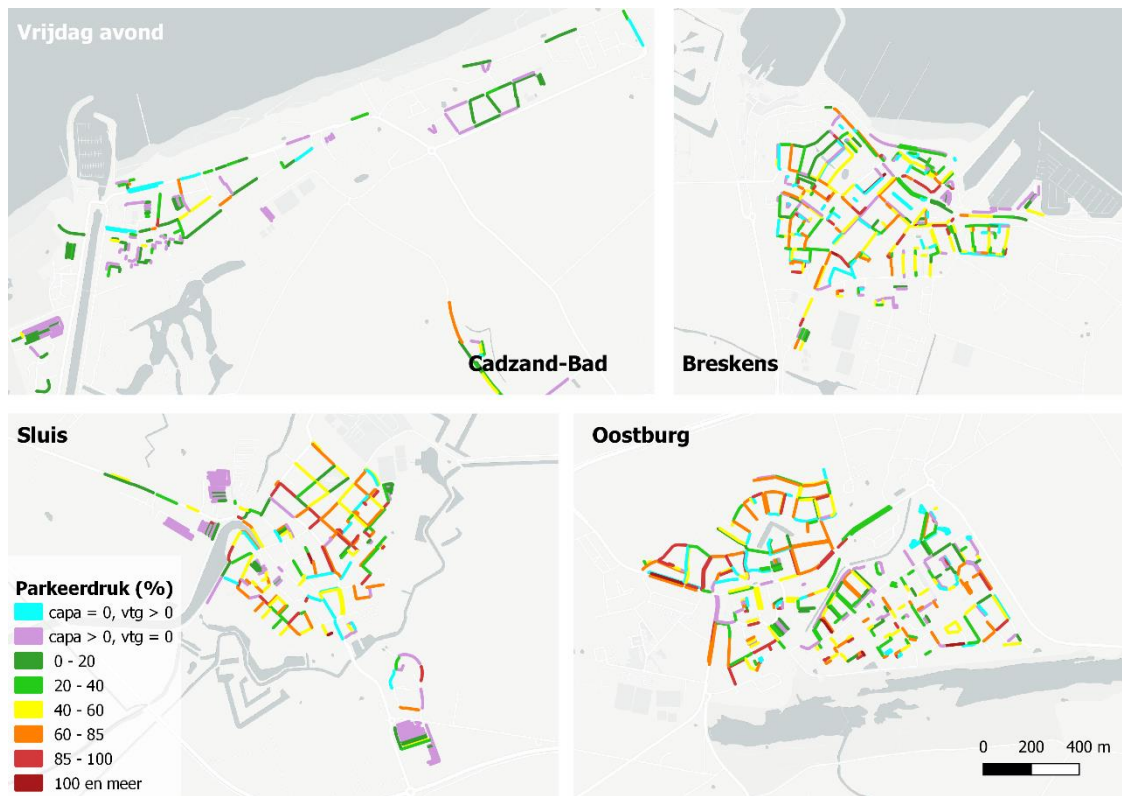 Vrijdag avond
Cadzand-Bad
Breskens
Sluis
Oostburg
Parkeerdruk (%)
capa = 0, vtg > 0
capa > 0, vtg = 0
0 - 20
20 - 40
40 - 60
60 - 85
85 - 100
100 en meer
0 200 400 m